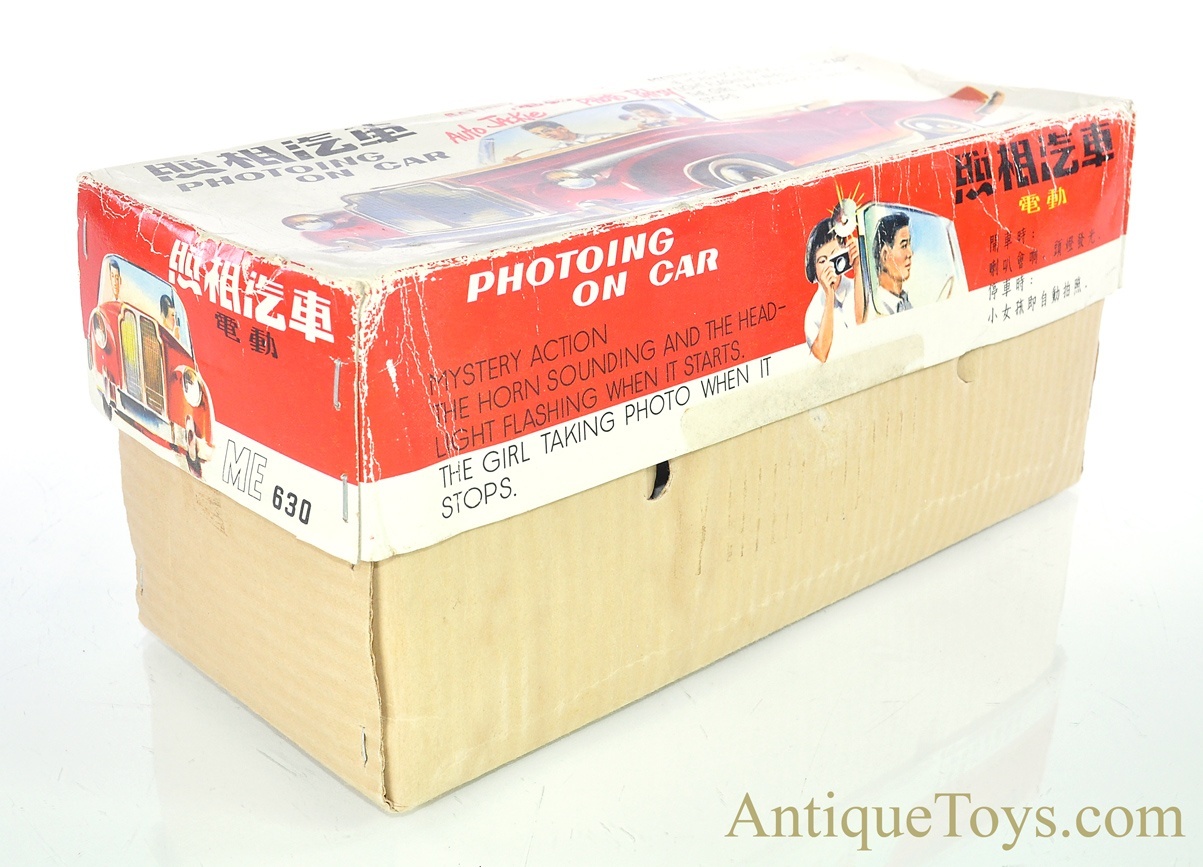 照相汽車
PHOTOING
ON CAR
Auto Jackie
照相汽車
電動
ME 630
PHOTOING
ON CAR
MYSTERY ACTION
THE HORN SOUNDING AND THE HEAD-
LIGHT FLASHING WHEN IT STARTS.
THE GIRL TAKING PHOTO WHEN IT
STOPS.
照相汽車
電動
開車時：
喇叭會啊，頭燈發光.
停車時：
小女孩即自動拍照.
AntiqueToys.com